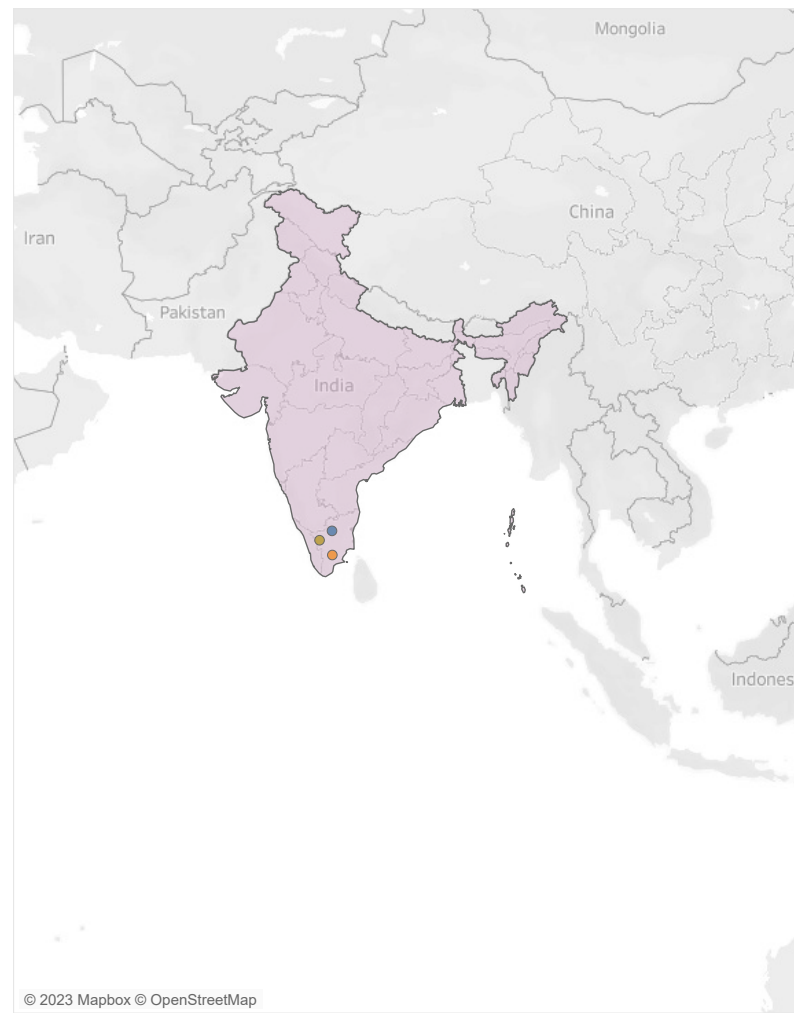 Mongolia
China
Iran
Pakistan
India
Indones
© 2023 Mapbox © OpenStreetMap